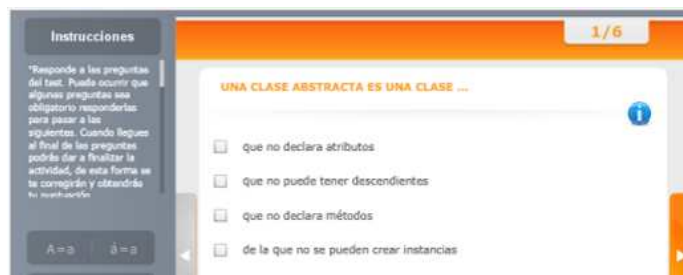 Instrucciones
"Responde a las preguntas
del test. Puede ocurrir que
algunas preguntas sea
obligatorio responderlas
para pasar a las
siguientes. Cuando llegues
al final de las preguntas
podrás dar a finalizar la
actividad, de esta forma se
te corregirán y obtendrás
tu puntuación
A=a
á=a
1/6
UNA CLASE ABSTRACTA ES UNA CLASE ...
que no declara atributos
que no puede tener descendientes
que no declara métodos
de la que no se pueden crear instancias